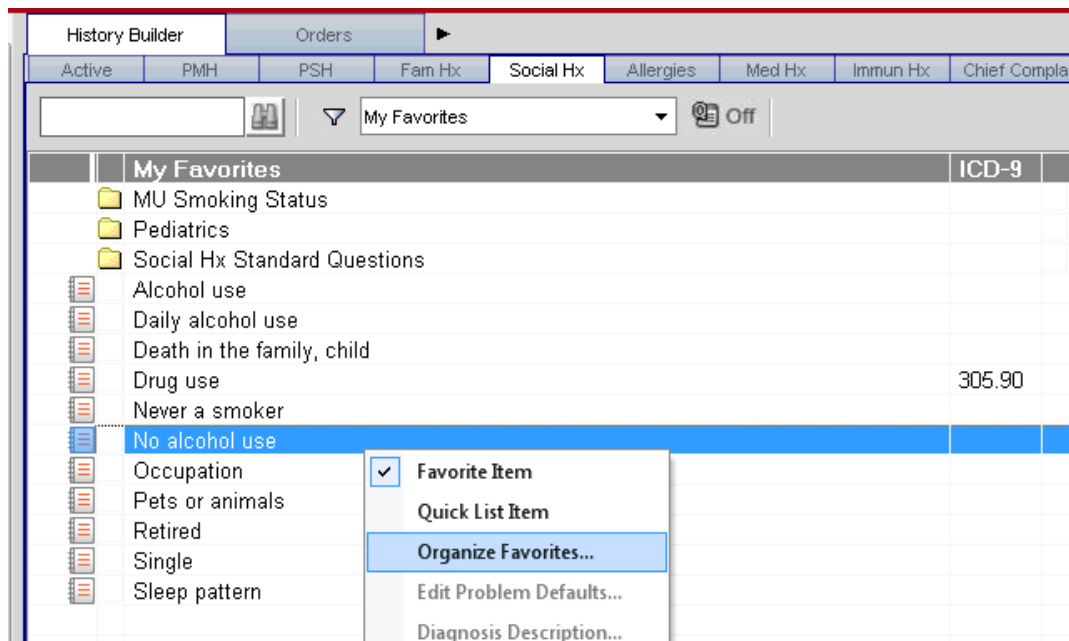 History Builder Orders
Active PMH PSH Fam Hx Social Hx Allergies Med Hx Immun Hx Chief Compla
My Favorites Off
My Favorites ICD-9
MU Smoking Status
Pediatrics
Social Hx Standard Questions
Alcohol use
Daily alcohol use
Death in the family, child
Drug use 305.90
Never a smoker
No alcohol use
Occupation
Pets or animals
Retired
Single
Sleep pattern
Favorite Item
Quick List Item
Organize Favorites...
Edit Problem Defaults...
Diagnosis Description...